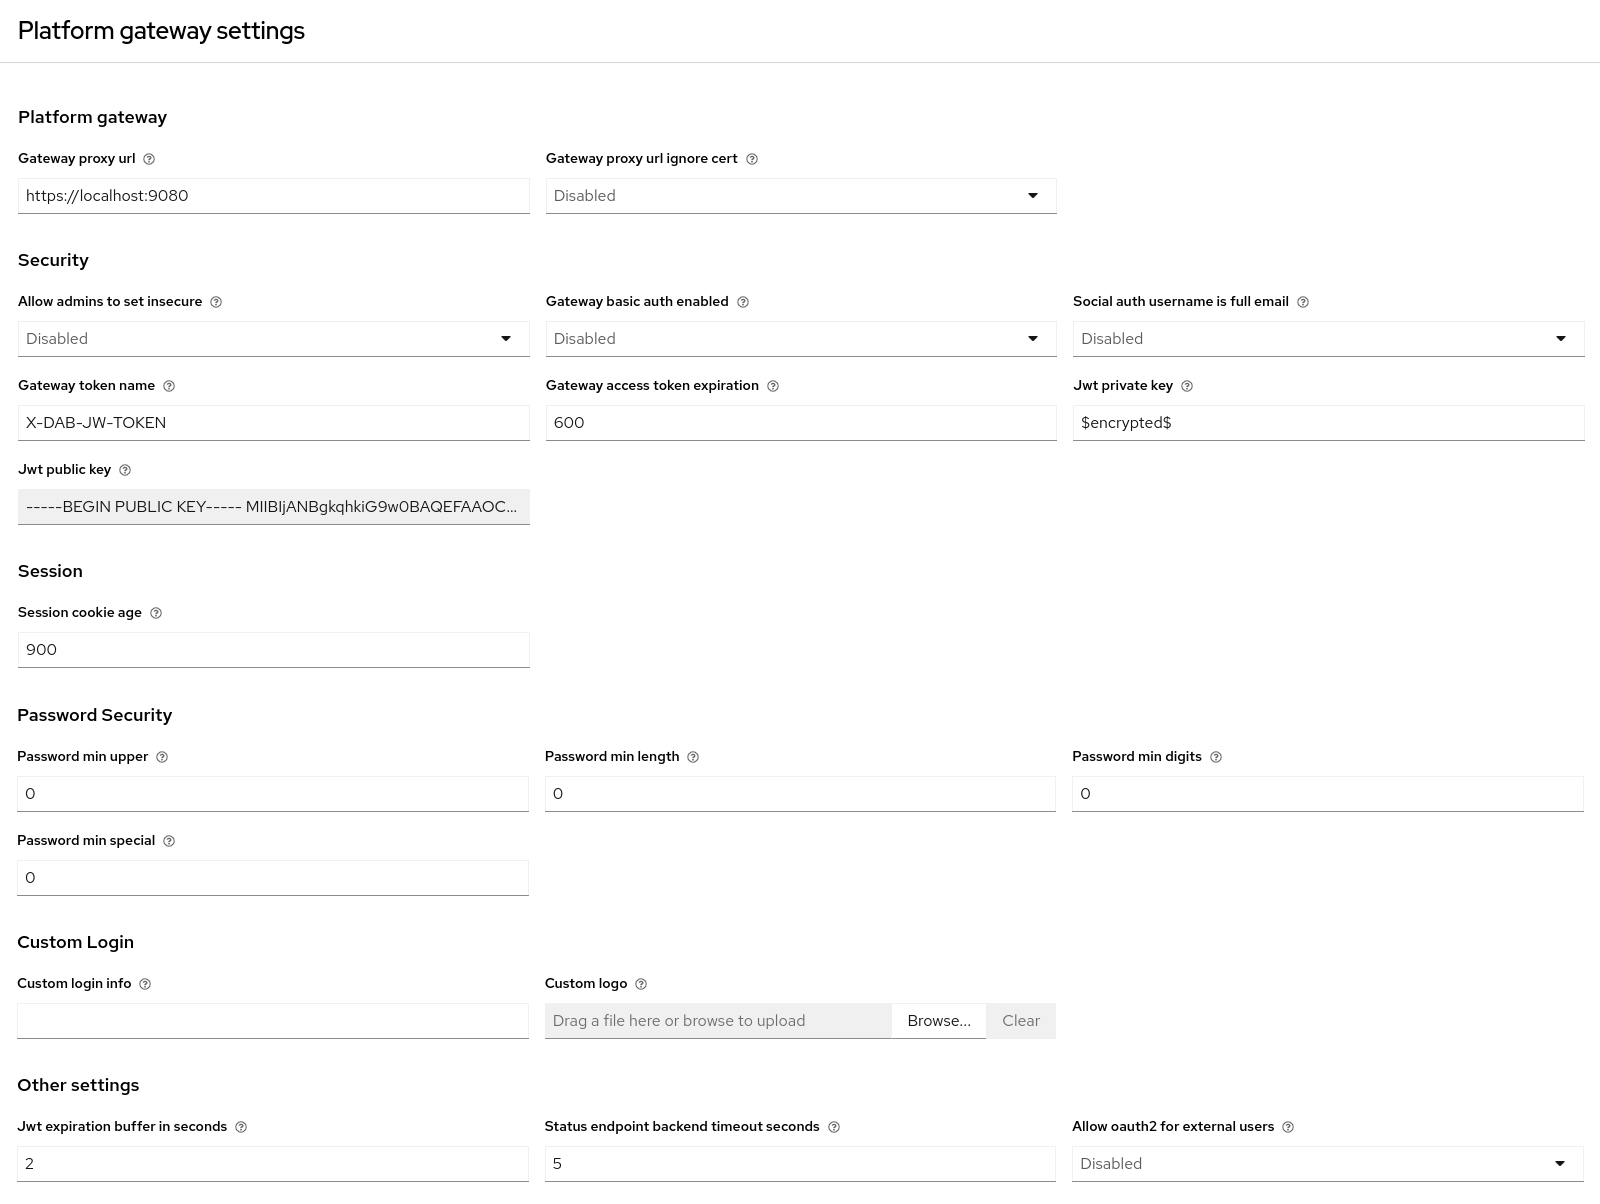 Platform gateway settings
Platform gateway
Gateway proxy url
Gateway proxy url ignore cert
https://localhost:9080
Disabled
Security
Allow admins to set insecure
Gateway basic auth enabled
Social auth username is full email
Disabled
Disabled
Disabled
Gateway token name
Gateway access token expiration
Jwt private key
X-DAB-JW-TOKEN
600
$encrypted$
Jwt public key
-----BEGIN PUBLIC KEY----- MIIBIjANBgkqhkiG9w0BAQEFAAOC...
Session
Session cookie age
900
Password Security
Password min upper
Password min length
Password min digits
0
0
0
Password min special
0
Custom Login
Custom login info
Custom logo
Drag a file here or browse to upload
Browse...
Clear
Other settings
Jwt expiration buffer in seconds
Status endpoint backend timeout seconds
Allow oauth2 for external users
2
5
Disabled